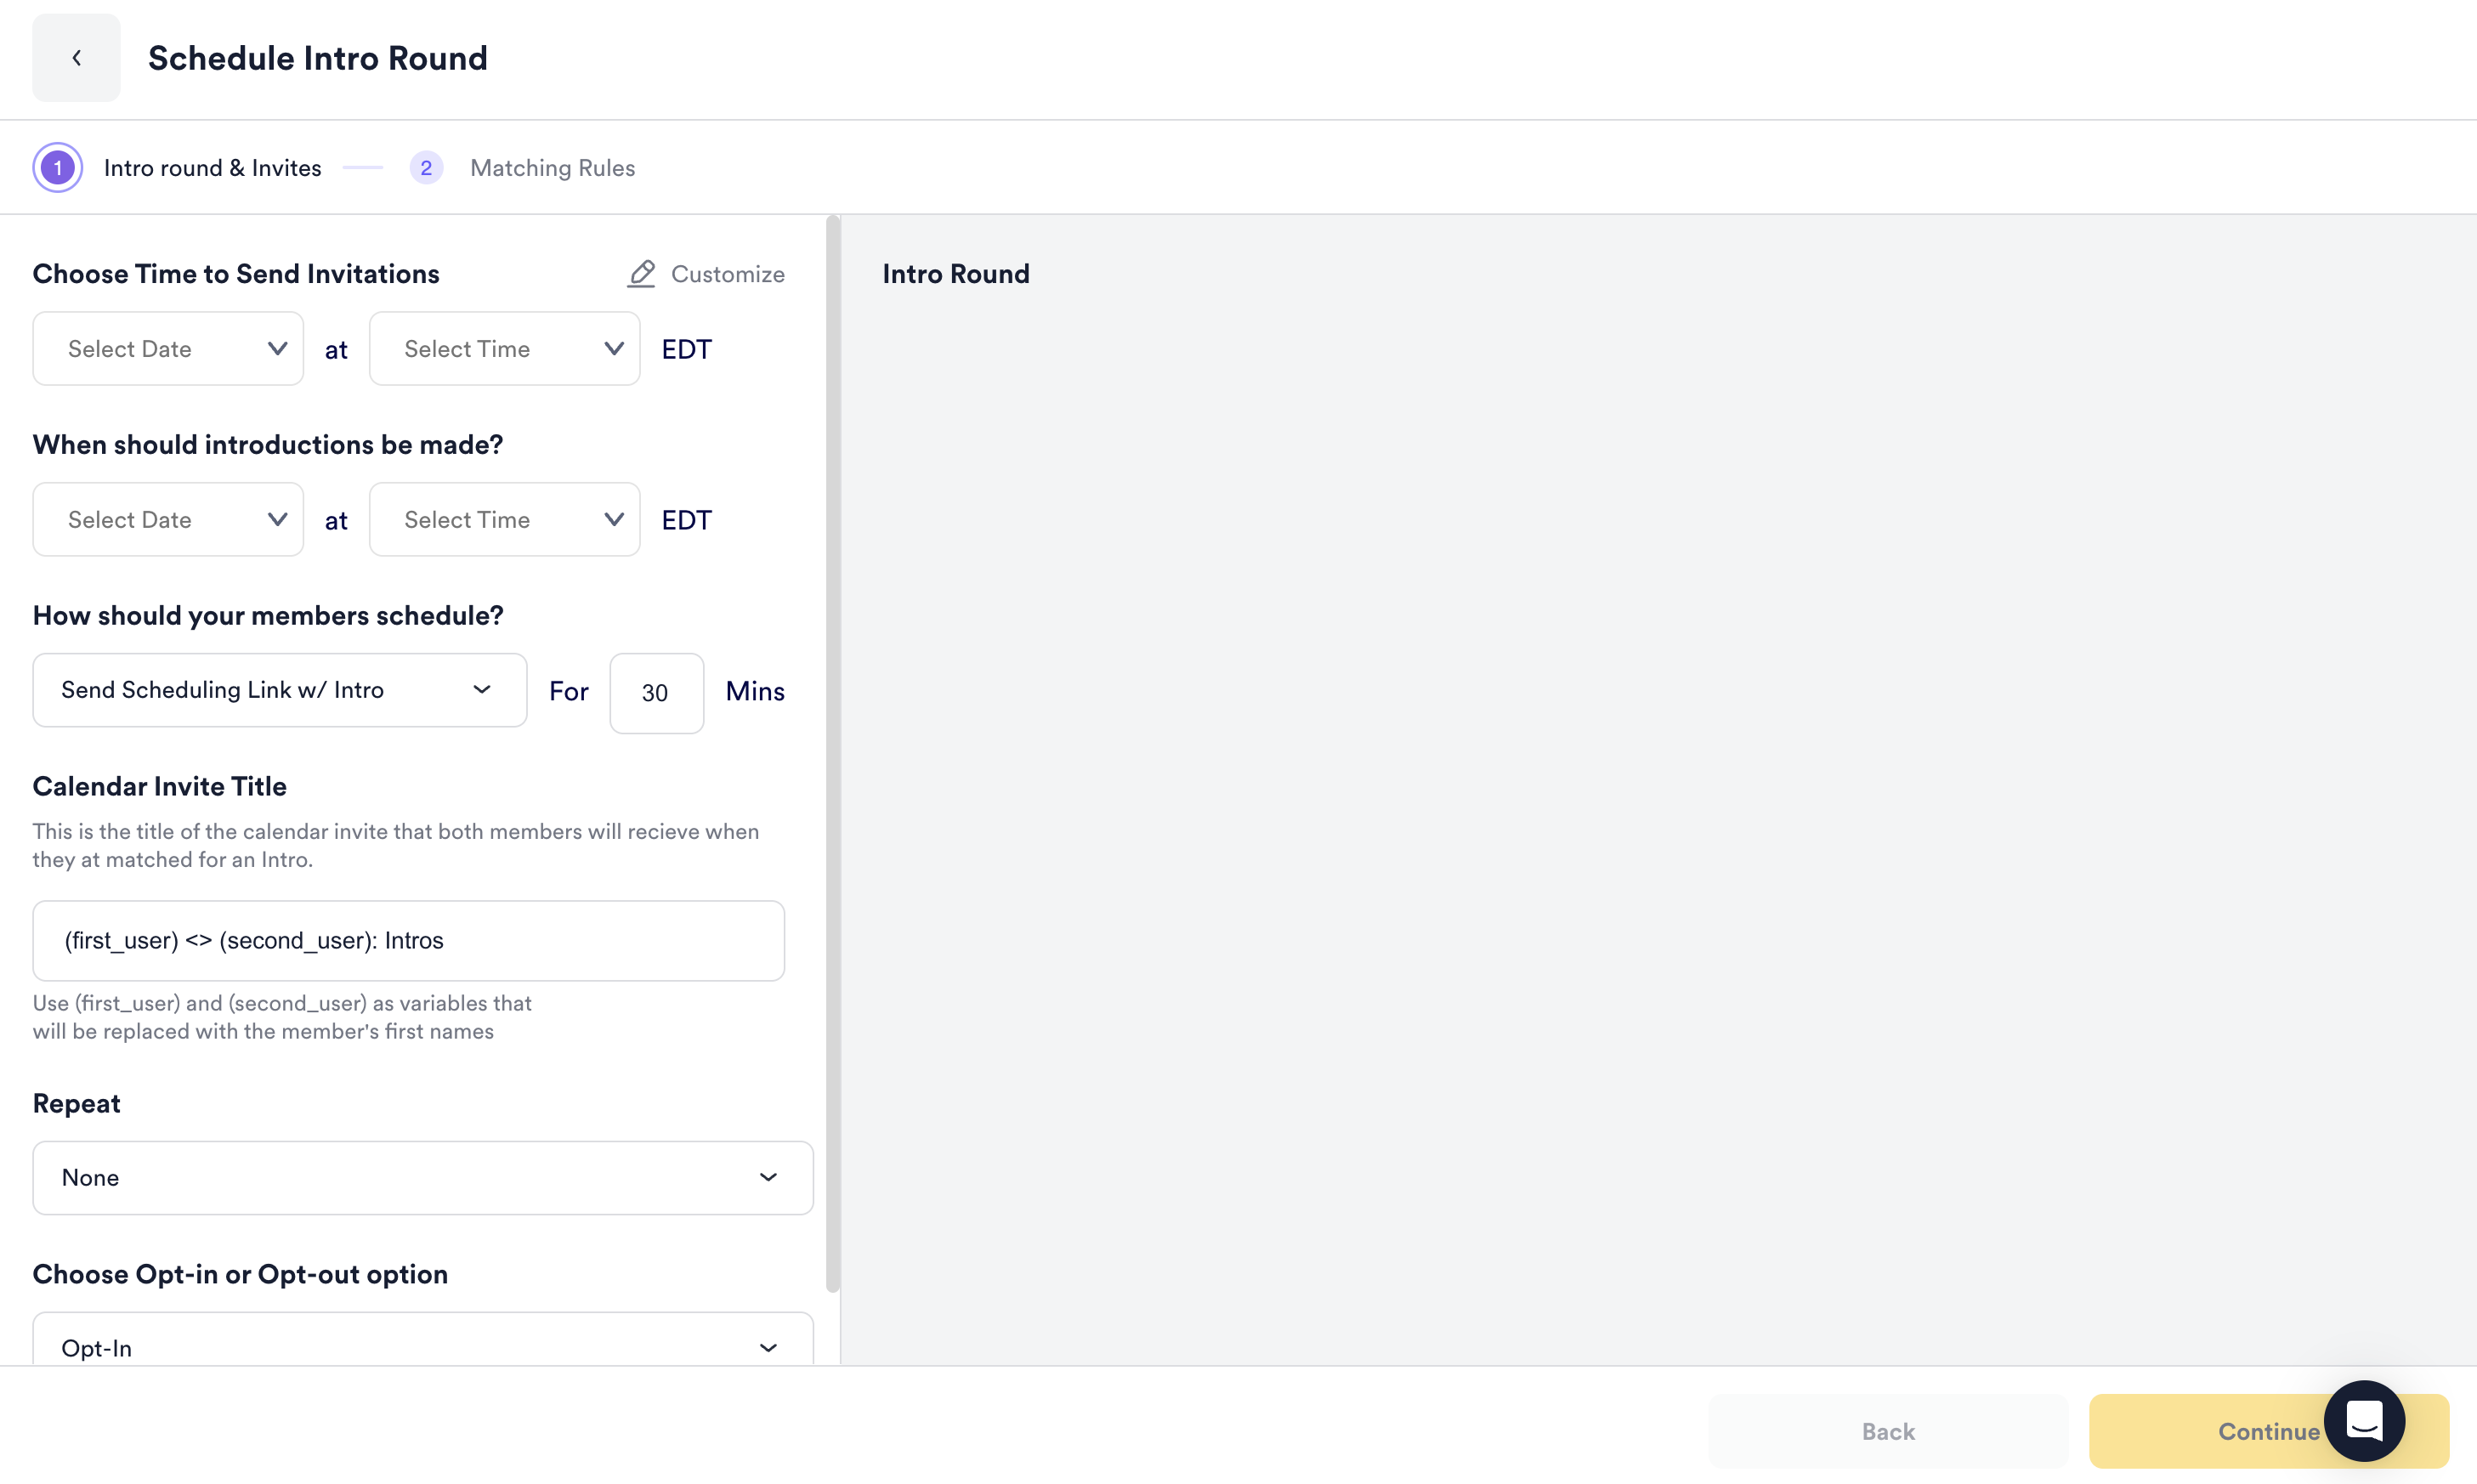 Schedule Intro Round
1 Intro round & Invites 2 Matching Rules
Choose Time to Send Invitations Customize
Select Date at Select Time EDT
When should introductions be made?
Select Date at Select Time EDT
How should your members schedule?
Send Scheduling Link w/ Intro For 30 Mins
Calendar Invite Title
This is the title of the calendar invite that both members will recieve when
they at matched for an Intro.
(first_user) <> (second_user): Intros
Use (first_user) and (second_user) as variables that
will be replaced with the member's first names
Repeat
None
Choose Opt-in or Opt-out option
Opt-In
Intro Round
Back Continue